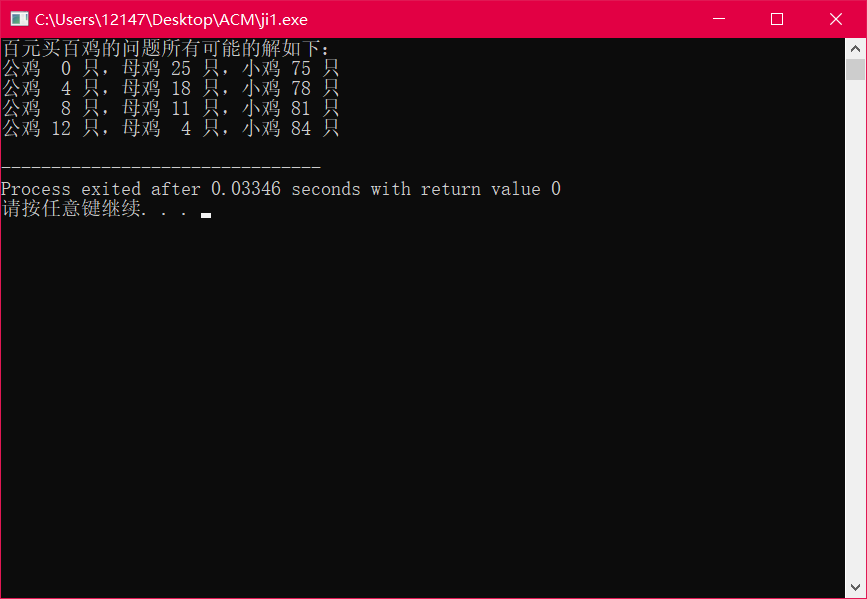 C:\Users\12147\Desktop\ACM\ji1.exe
百元买百鸡的问题所有可能的解如下：
公鸡  0 只，母鸡 25 只，小鸡 75 只
公鸡  4 只，母鸡 18 只，小鸡 78 只
公鸡  8 只，母鸡 11 只，小鸡 81 只
公鸡 12 只，母鸡  4 只，小鸡 84 只
--------------------------------
Process exited after 0.03346 seconds with return value 0
请按任意键继续. . .